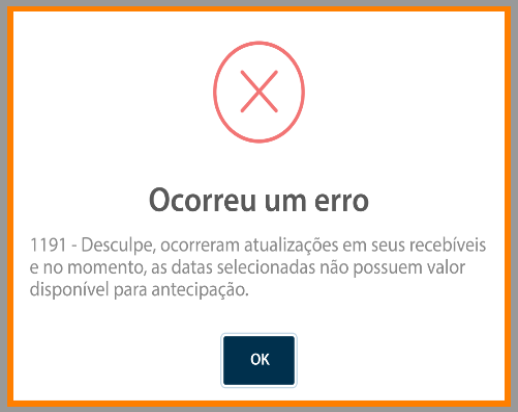 Ocorreu um erro
1191 - Desculpe, ocorreram atualizações em seus recebíveis
e no momento, as datas selecionadas não possuem valor
disponível para antecipação.
OK